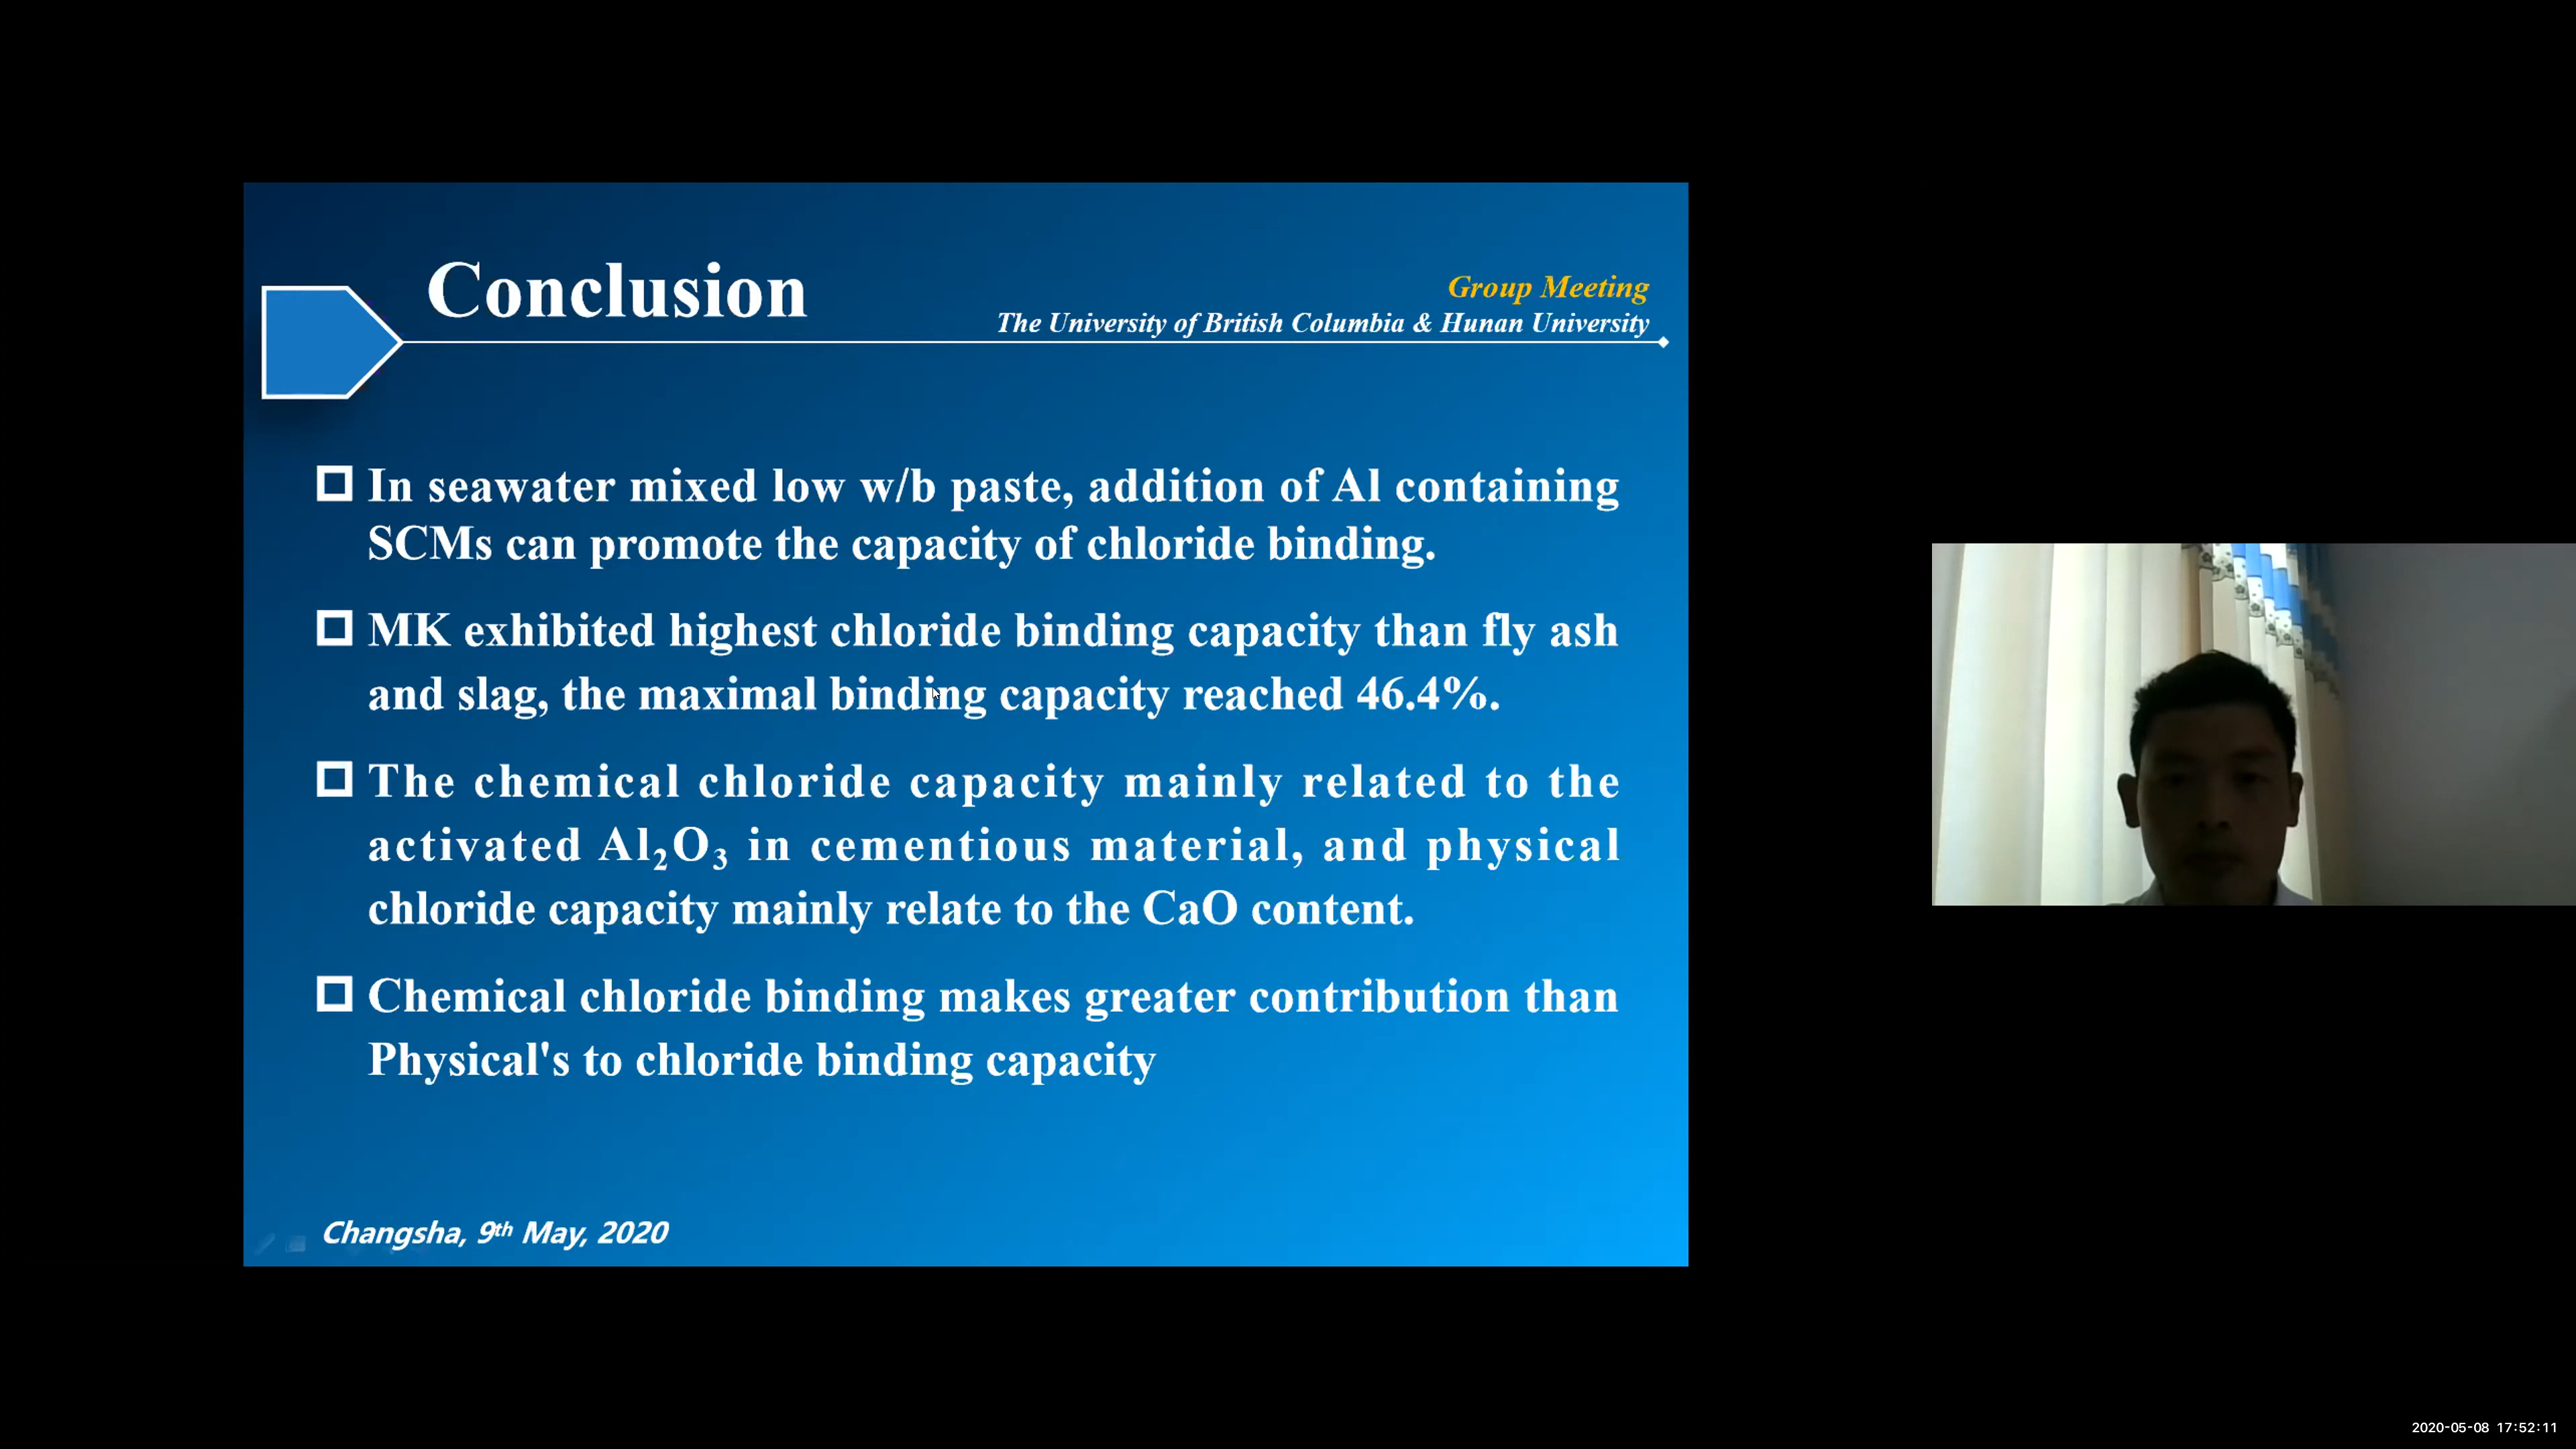 Conclusion
Group Meeting
The University of British Columbia & Hunan University
In seawater mixed low w/b paste, addition of Al containing
SCMs can promote the capacity of chloride binding.
MK exhibited highest chloride binding capacity than fly ash
and slag, the maximal binding capacity reached 46.4%.
The chemical chloride capacity mainly related to the
activated Al₂O₃ in cementious material, and physical
chloride capacity mainly relate to the CaO content.
Chemical chloride binding makes greater contribution than
Physical's to chloride binding capacity
Changsha, 9th May, 2020
2020-05-08 17:52:11